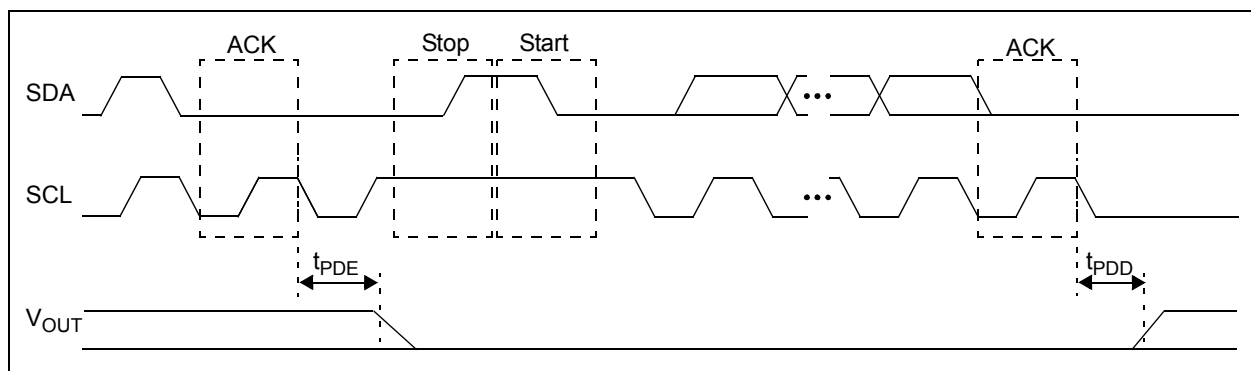 ACK Stop Start ACK
SDA
•••
SCL
•••
tPDE tPDD
VOUT